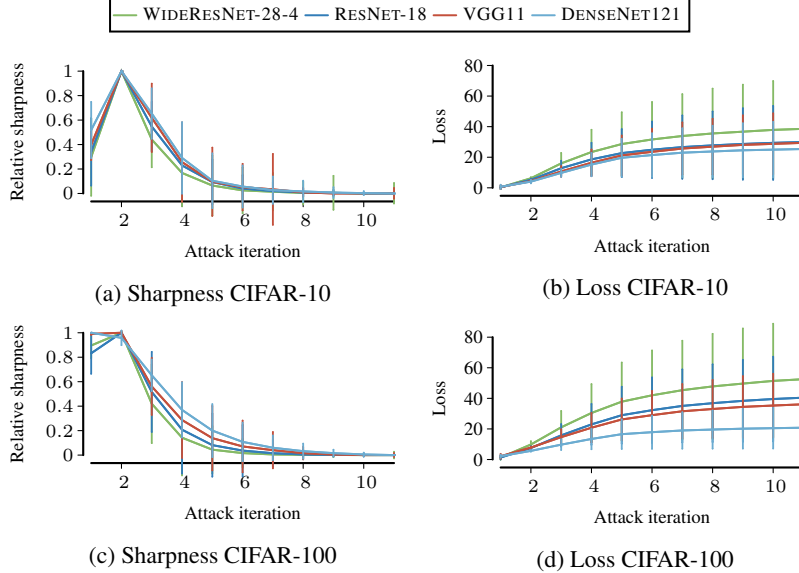 WIDERESNET-28-4 RESNET-18 VGG11 DENSENET121
Relative sharpness
1
0.8
0.6
0.4
0.2
0
2 4 6 8 10
Attack iteration
(a) Sharpness CIFAR-10
Loss
80
60
40
20
0
2 4 6 8 10
Attack iteration
(b) Loss CIFAR-10
Relative sharpness
1
0.8
0.6
0.4
0.2
0
2 4 6 8 10
Attack iteration
(c) Sharpness CIFAR-100
Loss
80
60
40
20
0
2 4 6 8 10
Attack iteration
(d) Loss CIFAR-100